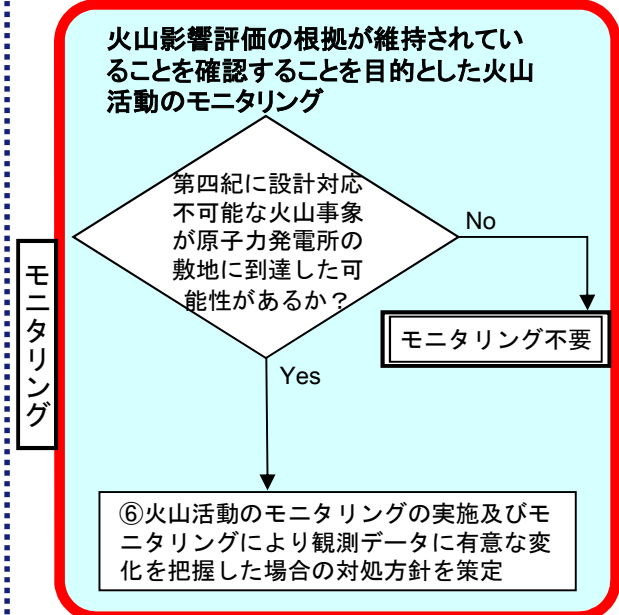 火山影響評価の根拠が維持されてい
ることを確認することを目的とした火山
活動のモニタリング
第四紀に設計対応
不可能な火山事象
が原子力発電所の
敷地に到達した可
能性があるか？
No
モニタリング不要
Yes
モニタリング
⑥火山活動のモニタリングの実施及びモ
ニタリングにより観測データに有意な変
化を把握した場合の対処方針を策定